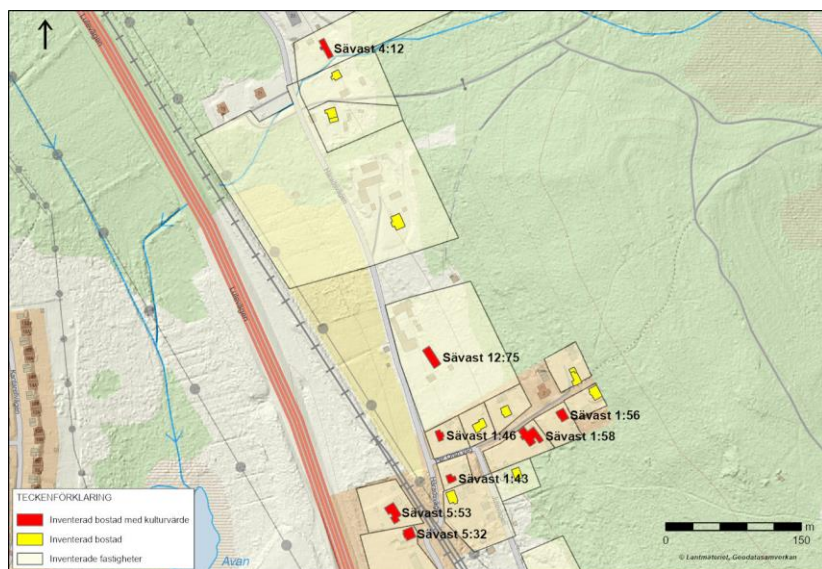 Lulevägen
Sävast 4:12
Lulevägen
Sävast 12:75
Sävast 1:56
Sävast 1:46
Sävast 1:58
Sävast 1:43
Sävast 5:53
Sävast 5:32
Avan
TECKENFÖRKLARING
Inventerad bostad med kulturvärde
Inventerad bostad
Inventerade fastigheter
m
0 150
© Lantmäteriet, Geodatasamverkan